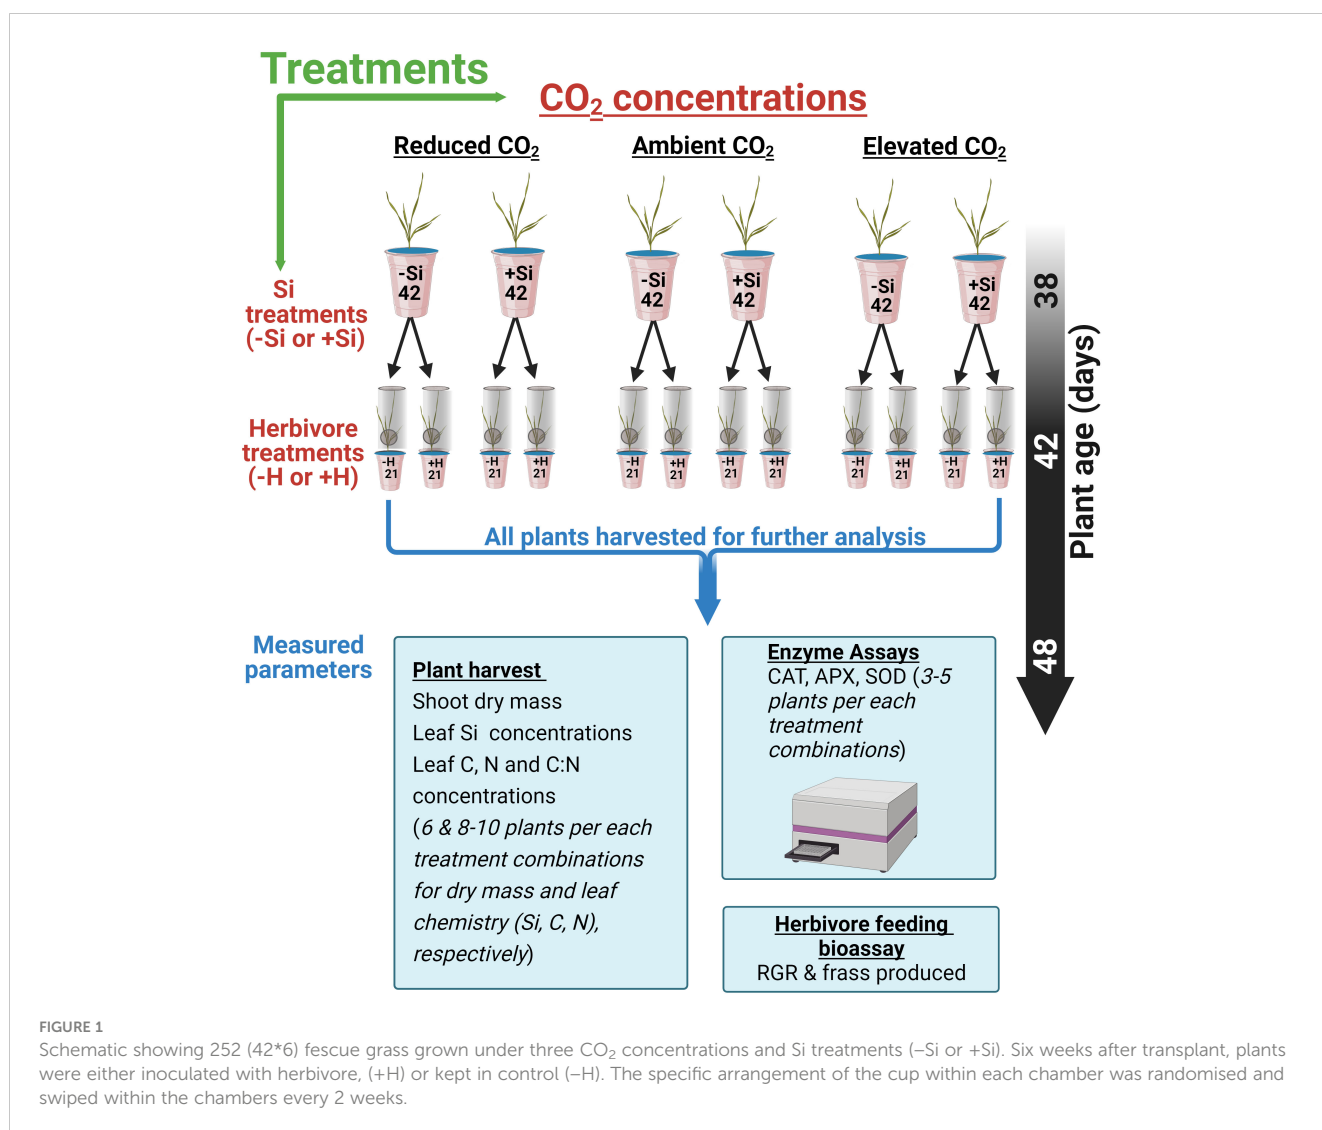 Treatments
CO₂ concentrations
Reduced CO₂
Ambient CO₂
Elevated CO₂
-Si
42
+Si
42
-Si
42
+Si
42
-Si
42
+Si
42
Si
treatments
(-Si or +Si)
Herbivore
treatments
(-H or +H)
-H
21
+H
21
-H
21
+H
21
-H
21
+H
21
-H
21
+H
21
-H
21
+H
21
-H
21
+H
21
38
42
48
Plant age (days)
All plants harvested for further analysis
Measured
parameters
Plant harvest
Shoot dry mass
Leaf Si concentrations
Leaf C, N and C:N
concentrations
(6 & 8-10 plants per each
treatment combinations
for dry mass and leaf
chemistry (Si, C, N),
respectively)
Enzyme Assays
CAT, APX, SOD (3-5
plants per each
treatment
combinations)
Herbivore feeding
bioassay
RGR & frass produced
FIGURE 1
Schematic showing 252 (42*6) fescue grass grown under three CO₂ concentrations and Si treatments (–Si or +Si). Six weeks after transplant, plants
were either inoculated with herbivore, (+H) or kept in control (–H). The specific arrangement of the cup within each chamber was randomised and
swiped within the chambers every 2 weeks.